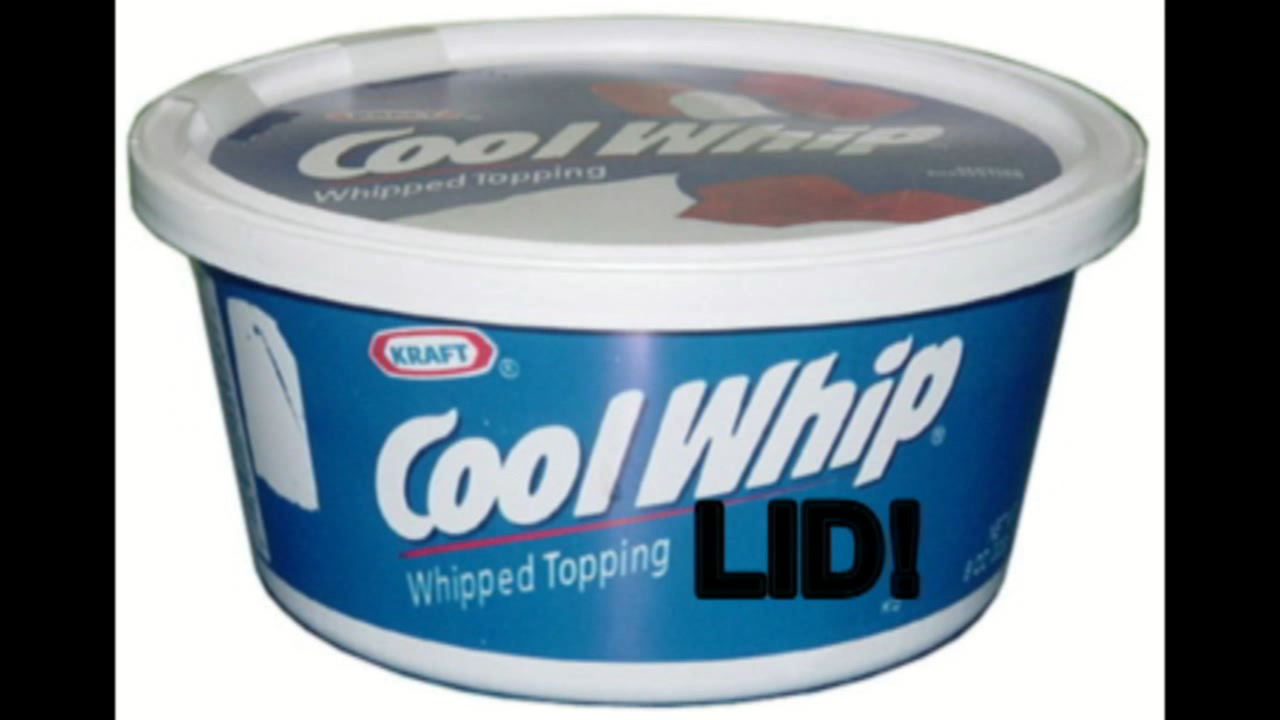 Cool Whip
Whipped Topping
KRAFT ®
Cool Whip ®
Whipped Topping
LID!